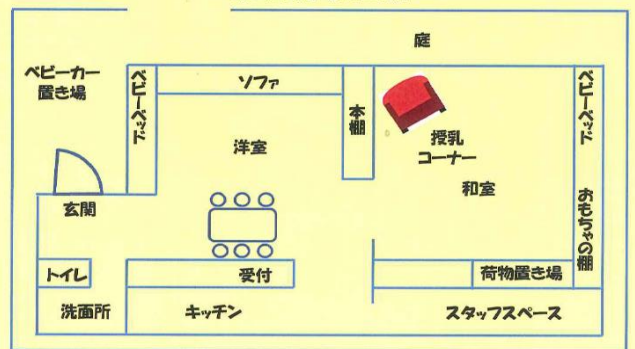 庭
ベビーカー
置き場
ベビーベッド
ソファ
本棚
授乳
コーナー
ベビーベッド
洋室
和室
おもちゃの棚
玄関
トイレ
受付
荷物置き場
洗面所
キッチン
スタッフスペース